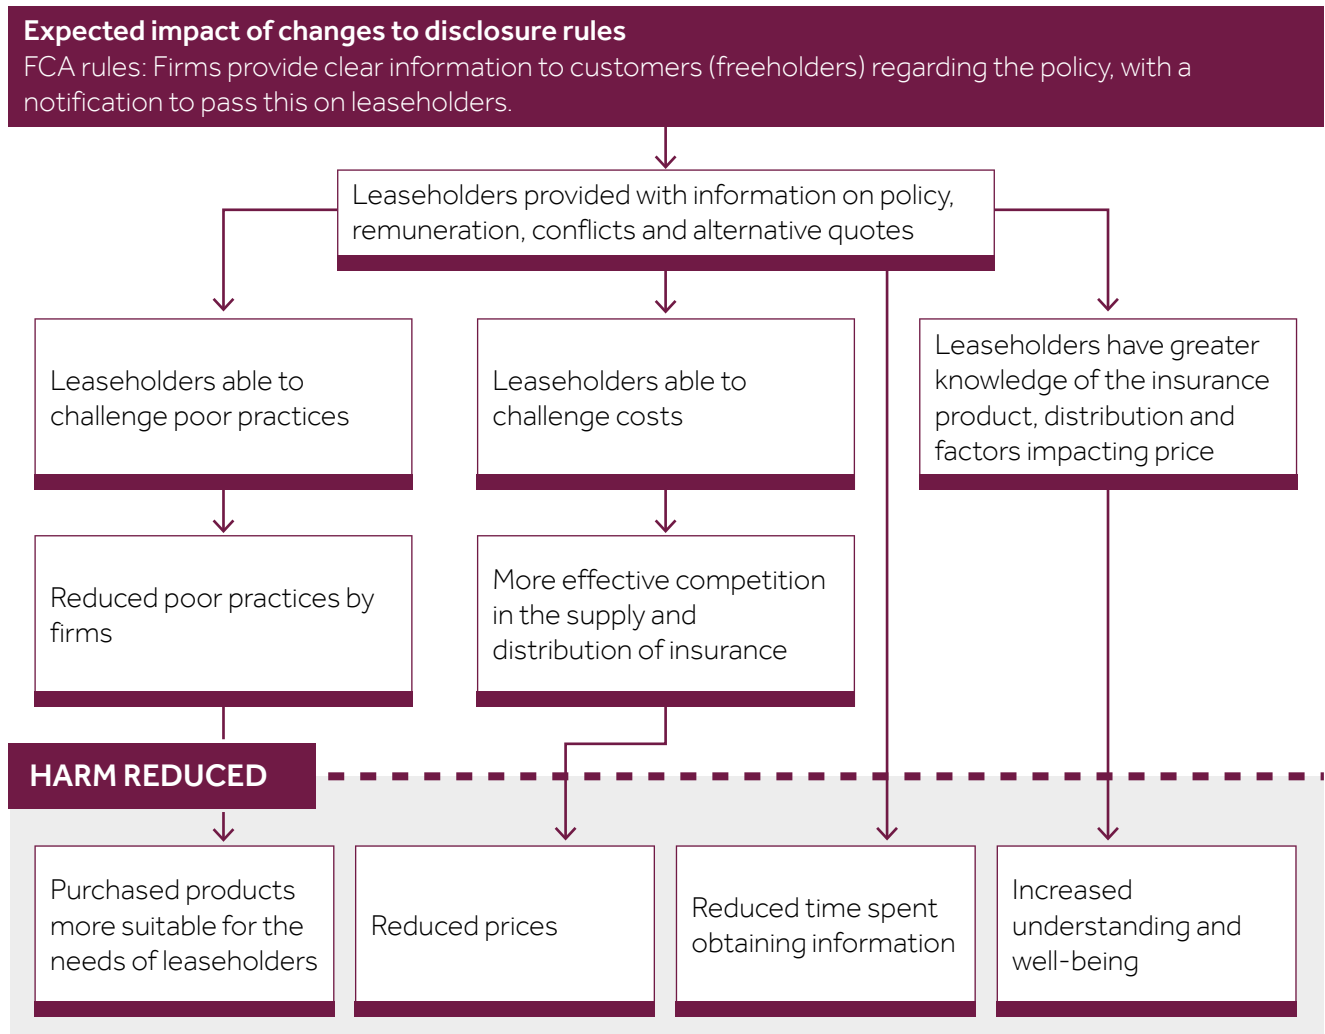 Expected impact of changes to disclosure rules
FCA rules: Firms provide clear information to customers (freeholders) regarding the policy, with a
notification to pass this on leaseholders.
Leaseholders provided with information on policy,
remuneration, conflicts and alternative quotes
Leaseholders able to
challenge poor practices
Leaseholders able to
challenge costs
Leaseholders have greater
knowledge of the insurance
product, distribution and
factors impacting price
Reduced poor practices by
firms
More effective competition
in the supply and
distribution of insurance
HARM REDUCED
Purchased products
more suitable for the
needs of leaseholders
Reduced prices
Reduced time spent
obtaining information
Increased
understanding and
well-being